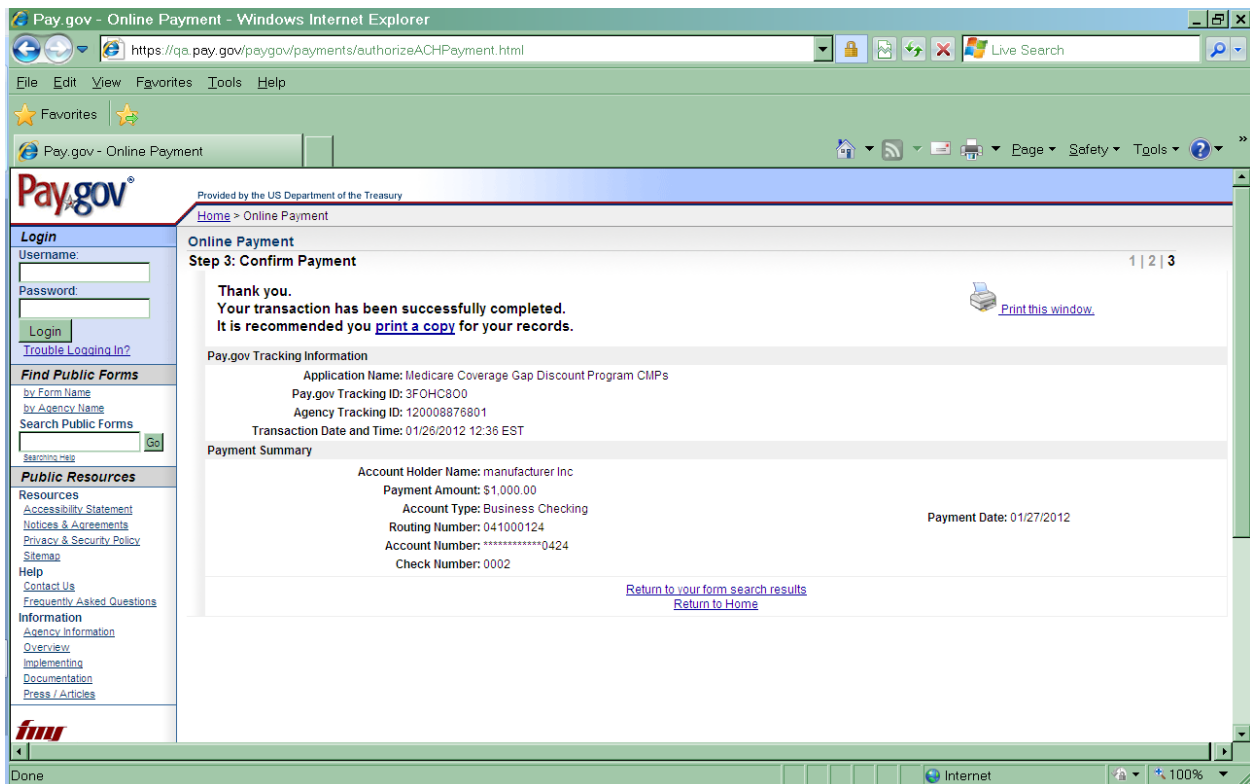 Pay.gov - Online Payment - Windows Internet Explorer
https://qa.pay.gov/paygov/payments/authorizeACHPayment.html
Live Search
File Edit View Favorites Tools Help
Favorites
Pay.gov - Online Payment
Page Safety Tools »
Pay.gov®
Provided by the US Department of the Treasury
Home > Online Payment
Login
Username:
Password:
Login
Trouble Logging In?
Find Public Forms
by Form Name
by Agency Name
Search Public Forms
Go
Searching Help
Public Resources
Resources
Accessibility Statement
Notices & Agreements
Privacy & Security Policy
Sitemap
Help
Contact Us
Frequently Asked Questions
Information
Agency Information
Overview
Implementing
Documentation
Press / Articles
Online Payment
Step 3: Confirm Payment
1 | 2 | 3
Thank you.
Your transaction has been successfully completed.
It is recommended you print a copy for your records.
Print this window.
Pay.gov Tracking Information
Application Name: Medicare Coverage Gap Discount Program CMPs
Pay.gov Tracking ID: 3FOHC8O0
Agency Tracking ID: 120008876801
Transaction Date and Time: 01/26/2012 12:36 EST
Payment Summary
Account Holder Name: manufacturer Inc
Payment Amount: $1,000.00
Account Type: Business Checking
Routing Number: 041000124
Account Number: ************0424
Check Number: 0002
Payment Date: 01/27/2012
Return to your form search results
Return to Home
Done
Internet
100%